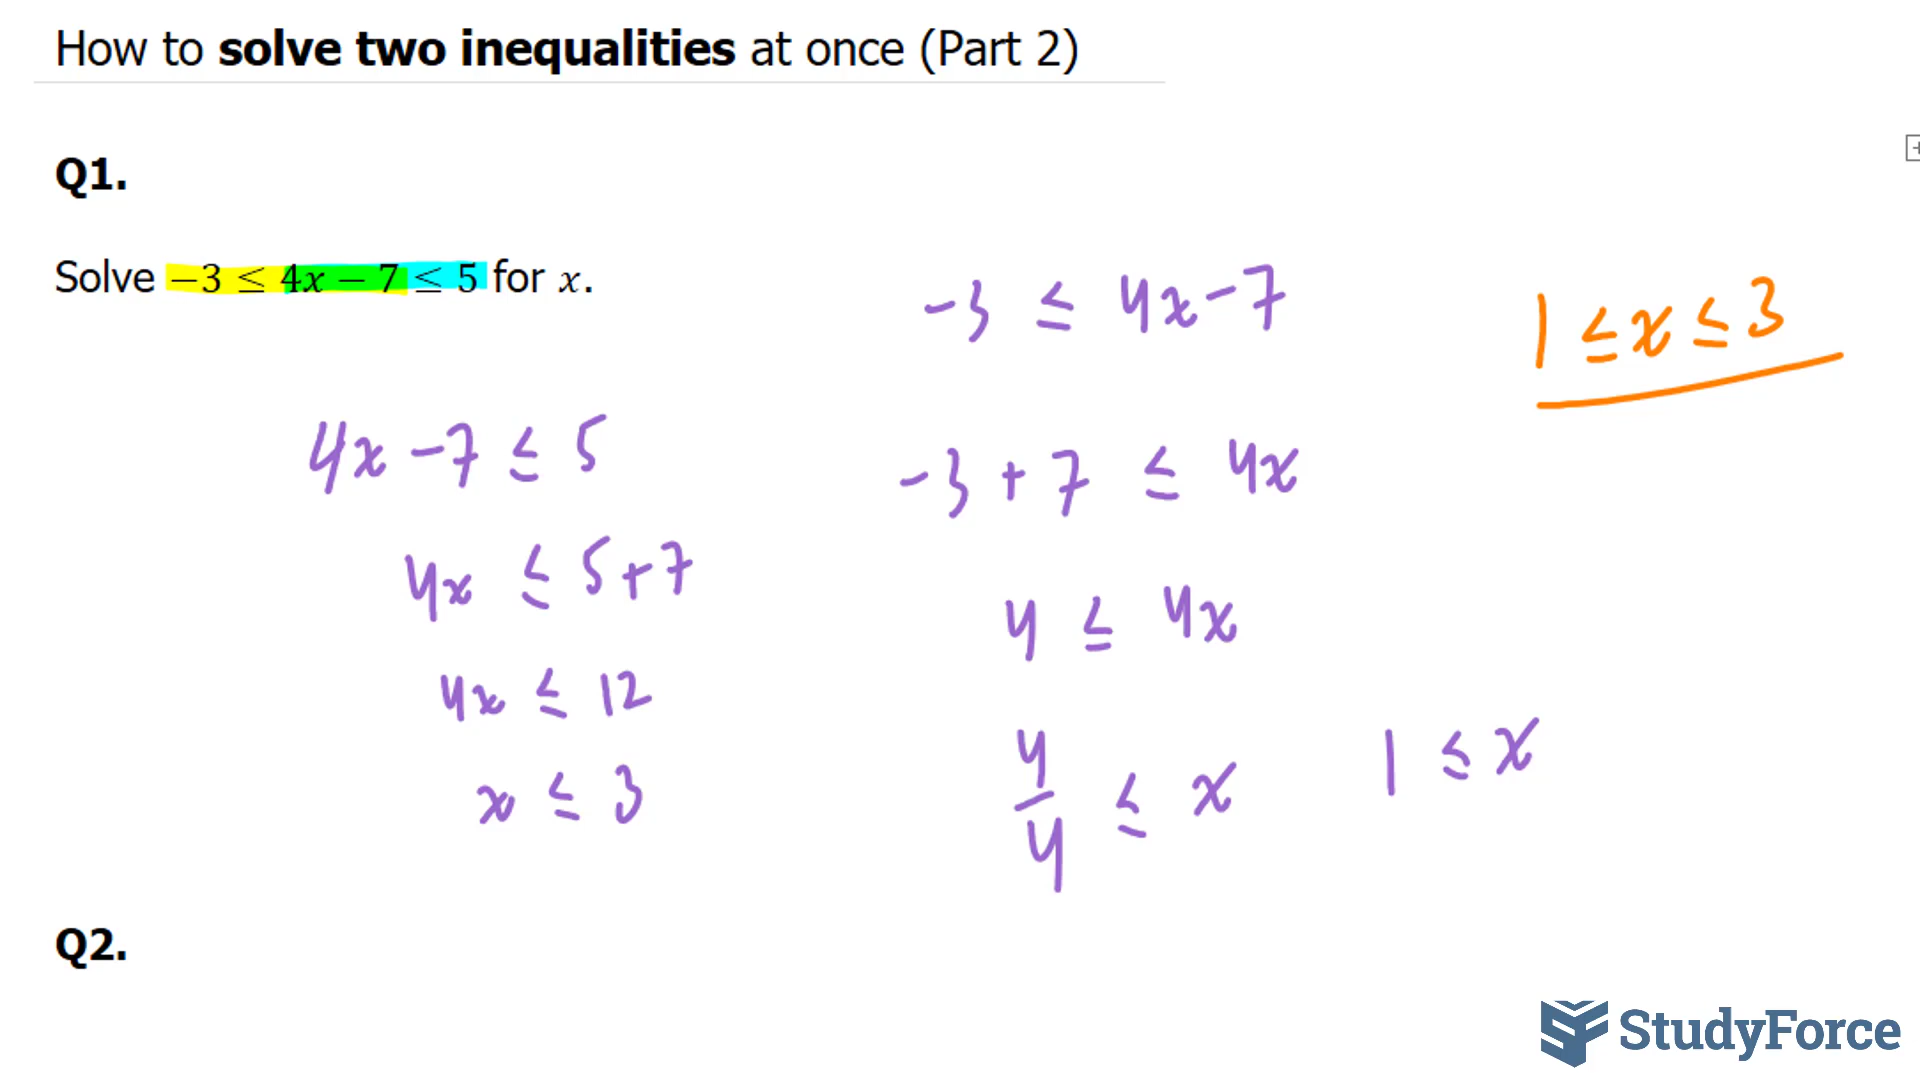 How to solve two inequalities at once (Part 2)
Q1.
Solve −3 ≤ 4x − 7 ≤ 5 for x.
4x − 7 ≤ 5
4x ≤ 5 + 7
4x ≤ 12
x ≤ 3
−3 ≤ 4x − 7
−3 + 7 ≤ 4x
4 ≤ 4x
4/4 ≤ x
1 ≤ x
1 ≤ x ≤ 3
Q2.
StudyForce